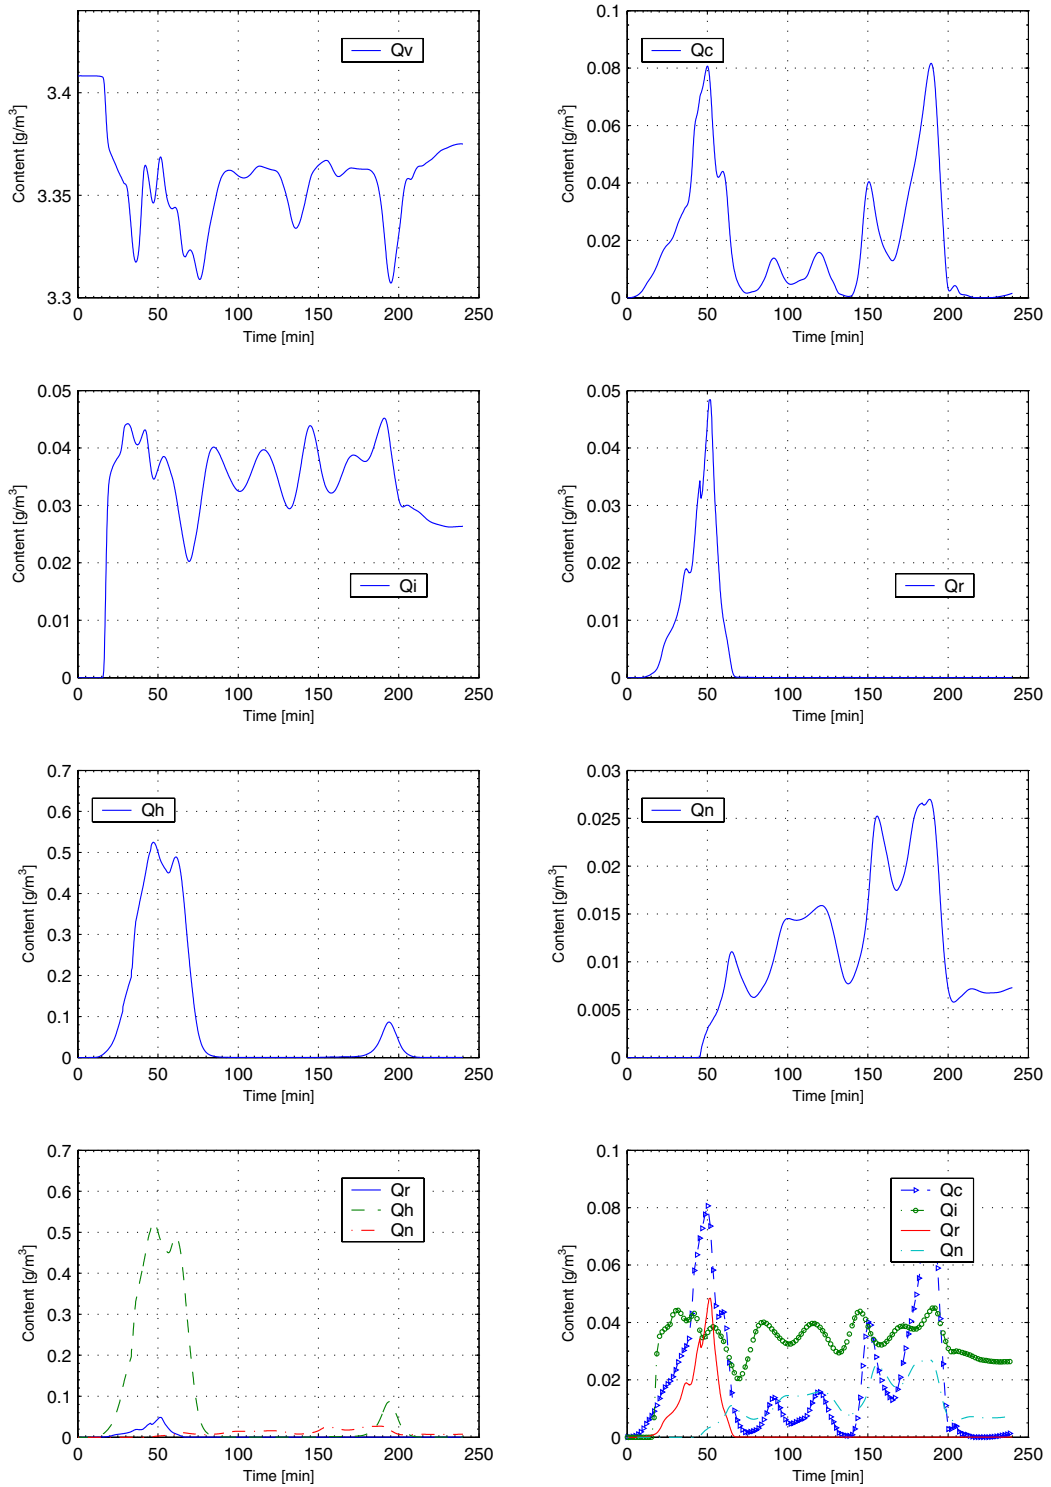 Qv
3.4
3.35
3.3
0 50 100 150 200 250
Time [min]
Content [g/m³]
Qc
0.1
0.08
0.06
0.04
0.02
0
0 50 100 150 200 250
Time [min]
Content [g/m³]
Qi
0.05
0.04
0.03
0.02
0.01
0
0 50 100 150 200 250
Time [min]
Content [g/m³]
Qr
0.05
0.04
0.03
0.02
0.01
0
0 50 100 150 200 250
Time [min]
Content [g/m³]
Qh
0.7
0.6
0.5
0.4
0.3
0.2
0.1
0
0 50 100 150 200 250
Time [min]
Content [g/m³]
Qn
0.03
0.025
0.02
0.015
0.01
0.005
0
0 50 100 150 200 250
Time [min]
Content [g/m³]
Qr
Qh
Qn
0.7
0.6
0.5
0.4
0.3
0.2
0.1
0
0 50 100 150 200 250
Time [min]
Content [g/m³]
Qc
Qi
Qr
Qn
0.1
0.08
0.06
0.04
0.02
0
0 50 100 150 200 250
Time [min]
Content [g/m³]